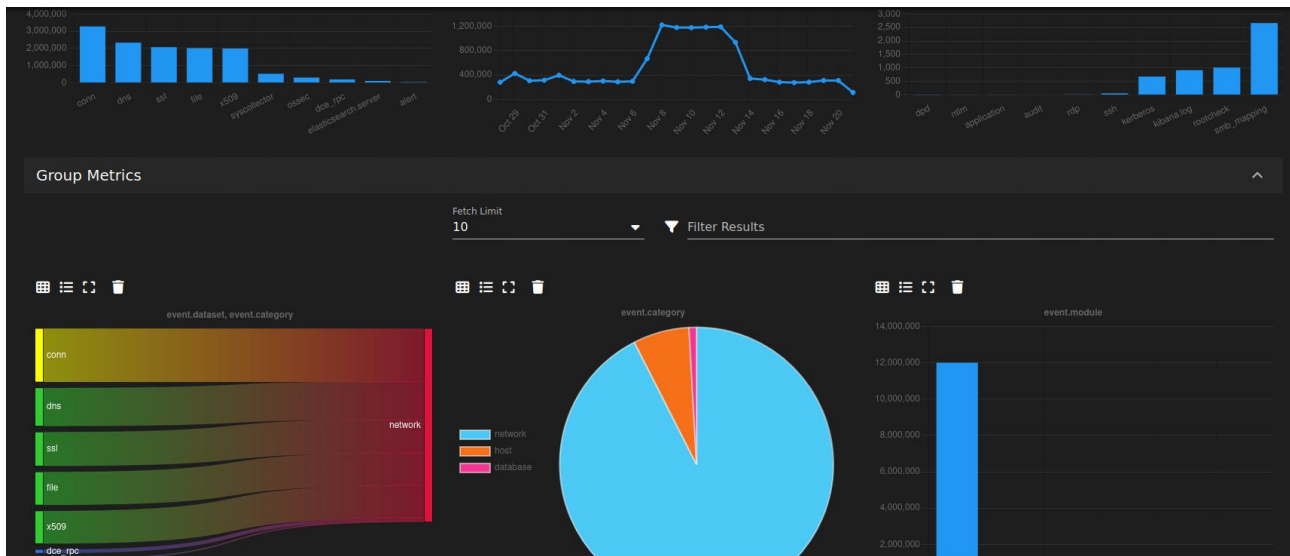 4,000,000
3,000,000
2,000,000
1,000,000
0
conn
dns
ssl
file
x509
syscollector
ossec
dce_rpc
elasticsearch.server
alert
1,200,000
800,000
400,000
0
Oct 29
Oct 31
Nov 2
Nov 4
Nov 6
Nov 8
Nov 10
Nov 12
Nov 14
Nov 16
Nov 18
Nov 20
3,000
2,500
2,000
1,500
1,000
500
0
dpd
ntlm
application
audit
rdp
ssh
kerberos
kibana.log
rootcheck
smb_mapping
Group Metrics
Fetch Limit
10
Filter Results
event.dataset, event.category
conn
dns
ssl
file
x509
dce_rpc
network
event.category
network
host
database
event.module
14,000,000
12,000,000
10,000,000
8,000,000
6,000,000
4,000,000
2,000,000